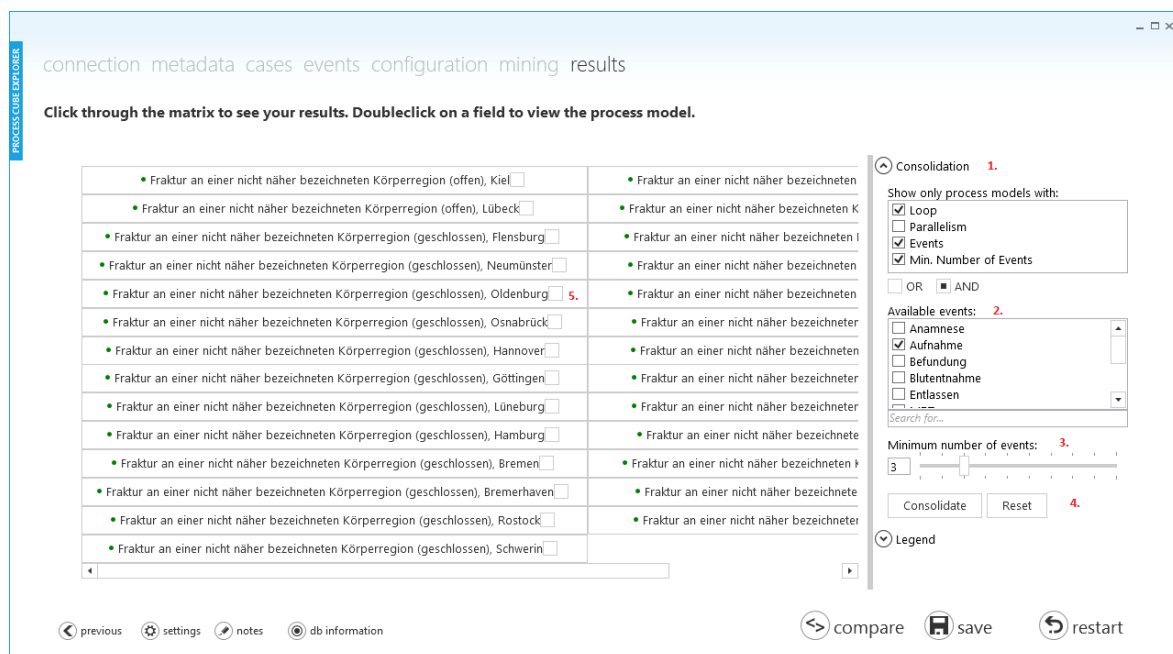 PROCESS CUBE EXPLORER
connection metadata cases events configuration mining results
Click through the matrix to see your results. Doubleclick on a field to view the process model.
Fraktur an einer nicht näher bezeichneten Körperregion (offen), Kiel
Fraktur an einer nicht näher bezeichneten Körperregion (offen), Lübeck
Fraktur an einer nicht näher bezeichneten Körperregion (geschlossen), Flensburg
Fraktur an einer nicht näher bezeichneten Körperregion (geschlossen), Neumünster
Fraktur an einer nicht näher bezeichneten Körperregion (geschlossen), Oldenburg 5.
Fraktur an einer nicht näher bezeichneten Körperregion (geschlossen), Osnabrück
Fraktur an einer nicht näher bezeichneten Körperregion (geschlossen), Hannover
Fraktur an einer nicht näher bezeichneten Körperregion (geschlossen), Göttingen
Fraktur an einer nicht näher bezeichneten Körperregion (geschlossen), Lüneburg
Fraktur an einer nicht näher bezeichneten Körperregion (geschlossen), Hamburg
Fraktur an einer nicht näher bezeichneten Körperregion (geschlossen), Bremen
Fraktur an einer nicht näher bezeichneten Körperregion (geschlossen), Bremerhaven
Fraktur an einer nicht näher bezeichneten Körperregion (geschlossen), Rostock
Fraktur an einer nicht näher bezeichneten Körperregion (geschlossen), Schwerin
Fraktur an einer nicht näher bezeichneten
Fraktur an einer nicht näher bezeichneten K
Fraktur an einer nicht näher bezeichneten
Fraktur an einer nicht näher bezeichneten
Fraktur an einer nicht näher bezeichneten
Fraktur an einer nicht näher bezeichneter
Fraktur an einer nicht näher bezeichneter
Fraktur an einer nicht näher bezeichneter
Fraktur an einer nicht näher bezeichneter
Fraktur an einer nicht näher bezeichnete
Fraktur an einer nicht näher bezeichneten K
Fraktur an einer nicht näher bezeichnete
Fraktur an einer nicht näher bezeichneter
Consolidation 1.
Show only process models with:
Loop
Parallelism
Events
Min. Number of Events
OR AND
Available events: 2.
Anamnese
Aufnahme
Befundung
Blutentnahme
Entlassen
Search for...
Minimum number of events: 3.
3
Consolidate Reset 4.
Legend
previous settings notes db information
compare save restart